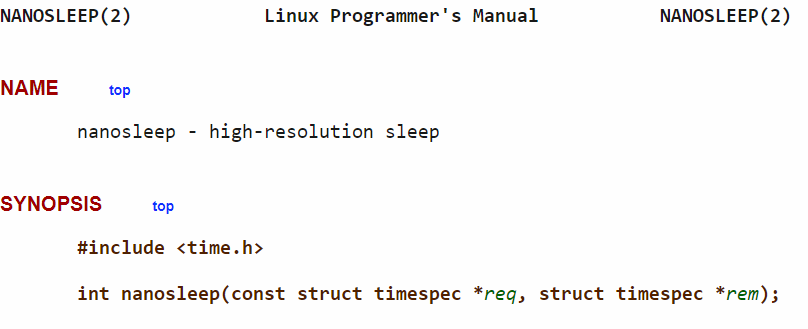 NANOSLEEP(2) Linux Programmer's Manual NANOSLEEP(2)
NAME top
nanosleep - high-resolution sleep
SYNOPSIS top
#include <time.h>
int nanosleep(const struct timespec *req, struct timespec *rem);